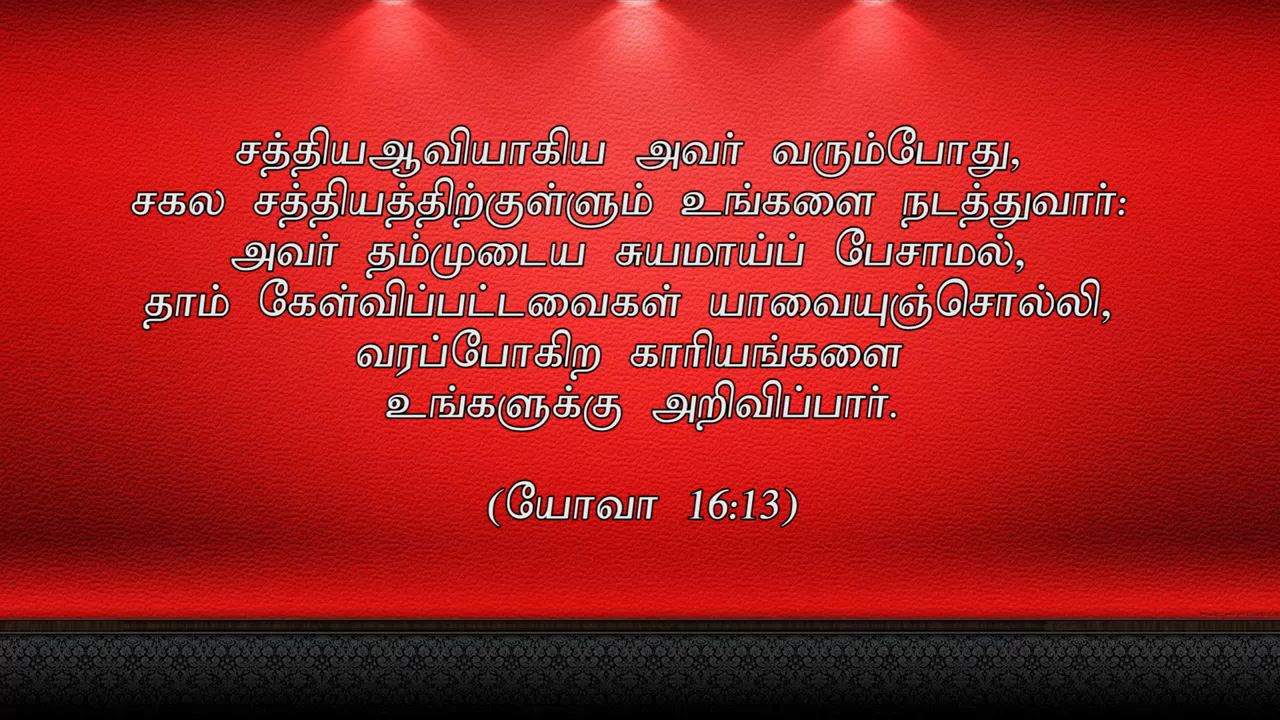 சத்தியஆவியாகிய அவர் வரும்போது,
சகல சத்தியத்திற்குள்ளும் உங்களை நடத்துவார்:
அவர் தம்முடைய சுயமாய்ப் பேசாமல்,
தாம் கேள்விப்பட்டவைகள் யாவையுஞ்சொல்லி,
வரப்போகிற காரியங்களை
உங்களுக்கு அறிவிப்பார்.
(யோவா 16:13)